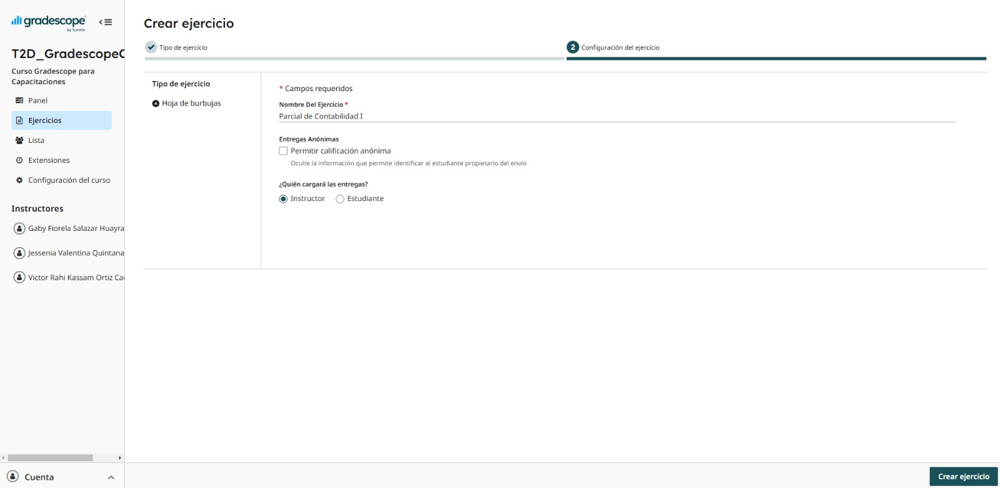 gradescope
by Turnitin
T2D_GradescopeC
Curso Gradescope para
Capacitaciones
Panel
Ejercicios
Lista
Extensiones
Configuración del curso
Instructores
Gaby Fiorela Salazar Huayra
Jessenia Valentina Quintana
Victor Rahi Kassam Ortiz Ca
Cuenta
Crear ejercicio
Tipo de ejercicio
2 Configuración del ejercicio
Tipo de ejercicio
A Hoja de burbujas
* Campos requeridos
Nombre Del Ejercicio *
Parcial de Contabilidad I
Entregas Anónimas
Permitir calificación anónima
Oculte la información que permite identificar al estudiante propietario del envío
¿Quién cargará las entregas?
Instructor Estudiante
Crear ejercicio